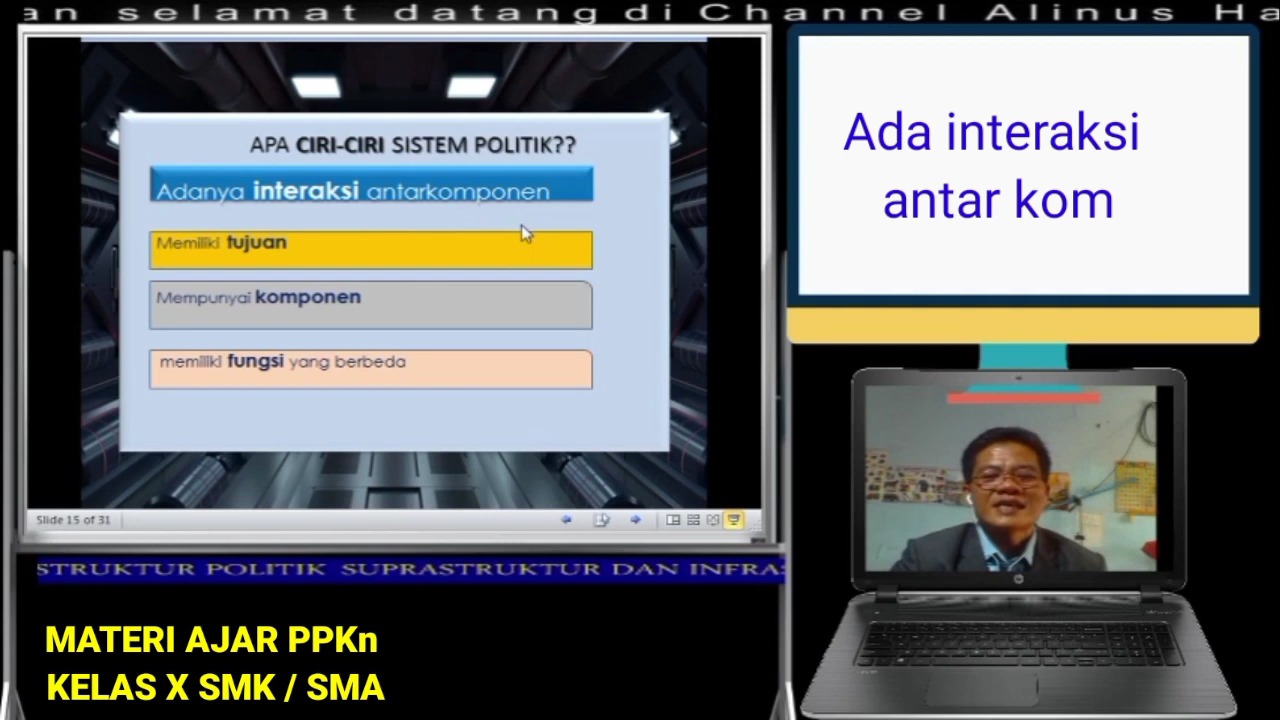 an selamat datang di Channel Alinus Ha
APA CIRI-CIRI SISTEM POLITIK??
Adanya interaksi antarkomponen
Memiliki tujuan
Mempunyai komponen
memiliki fungsi yang berbeda
Slide 15 of 31
Ada interaksi
antar kom
STRUKTUR POLITIK SUPRASTRUKTUR DAN INFRA
MATERI AJAR PPKn
KELAS X SMK / SMA
hp